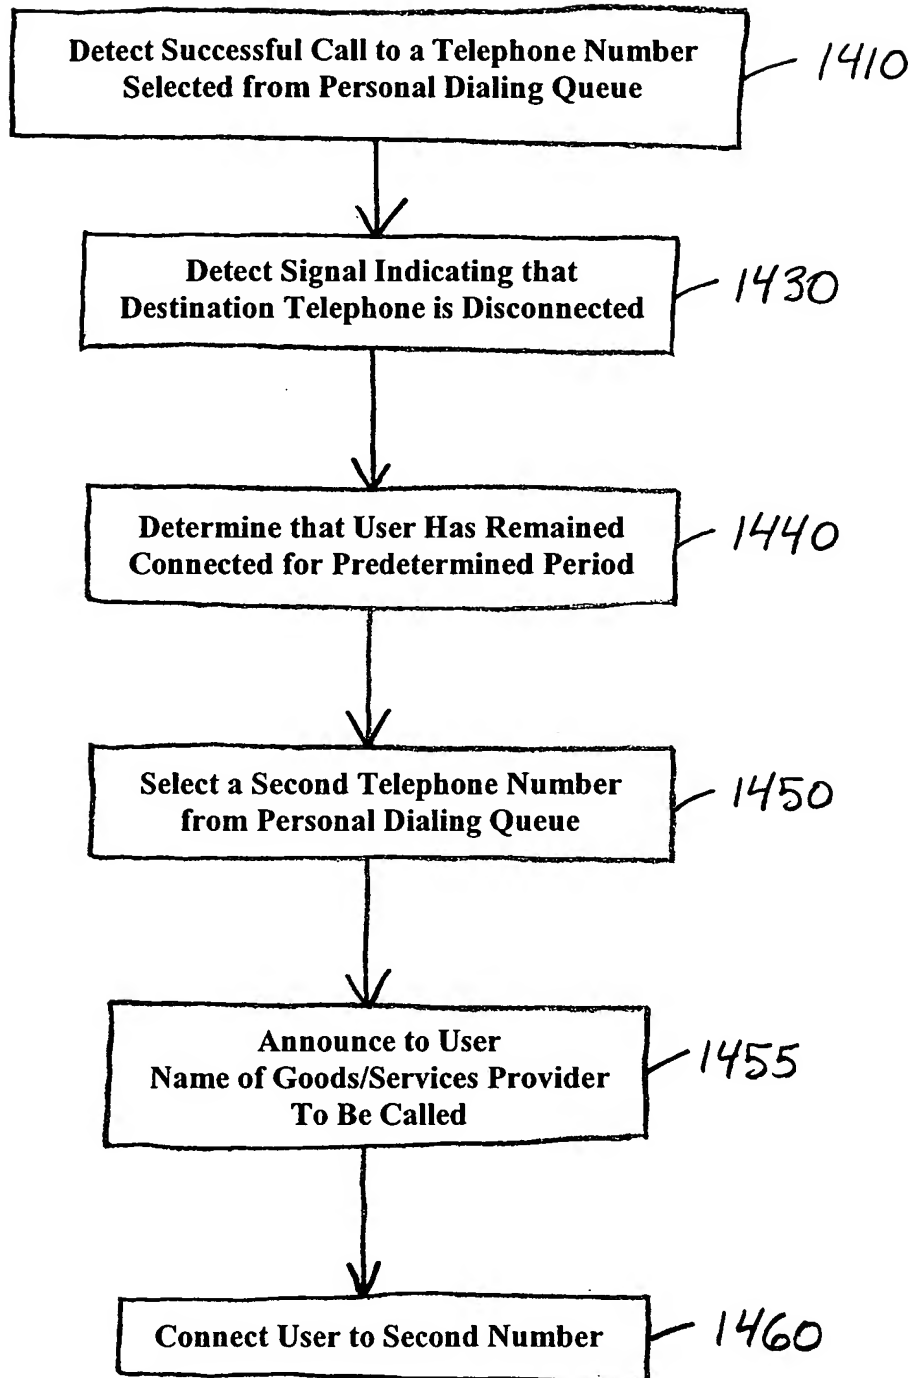 Detect Successful Call to a Telephone Number
Selected from Personal Dialing Queue
1410
Detect Signal Indicating that
Destination Telephone is Disconnected
1430
Determine that User Has Remained
Connected for Predetermined Period
1440
Select a Second Telephone Number
from Personal Dialing Queue
1450
Announce to User
Name of Goods/Services Provider
To Be Called
1455
Connect User to Second Number
1460